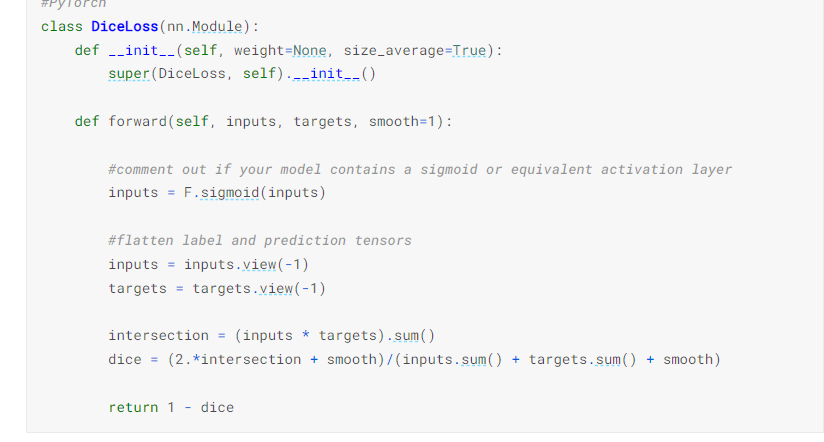 #PyTorch
class DiceLoss(nn.Module):
    def __init__(self, weight=None, size_average=True):
        super(DiceLoss, self).__init__()

    def forward(self, inputs, targets, smooth=1):

        #comment out if your model contains a sigmoid or equivalent activation layer
        inputs = F.sigmoid(inputs)

        #flatten label and prediction tensors
        inputs = inputs.view(-1)
        targets = targets.view(-1)

        intersection = (inputs * targets).sum()
        dice = (2.*intersection + smooth)/(inputs.sum() + targets.sum() + smooth)

        return 1 - dice